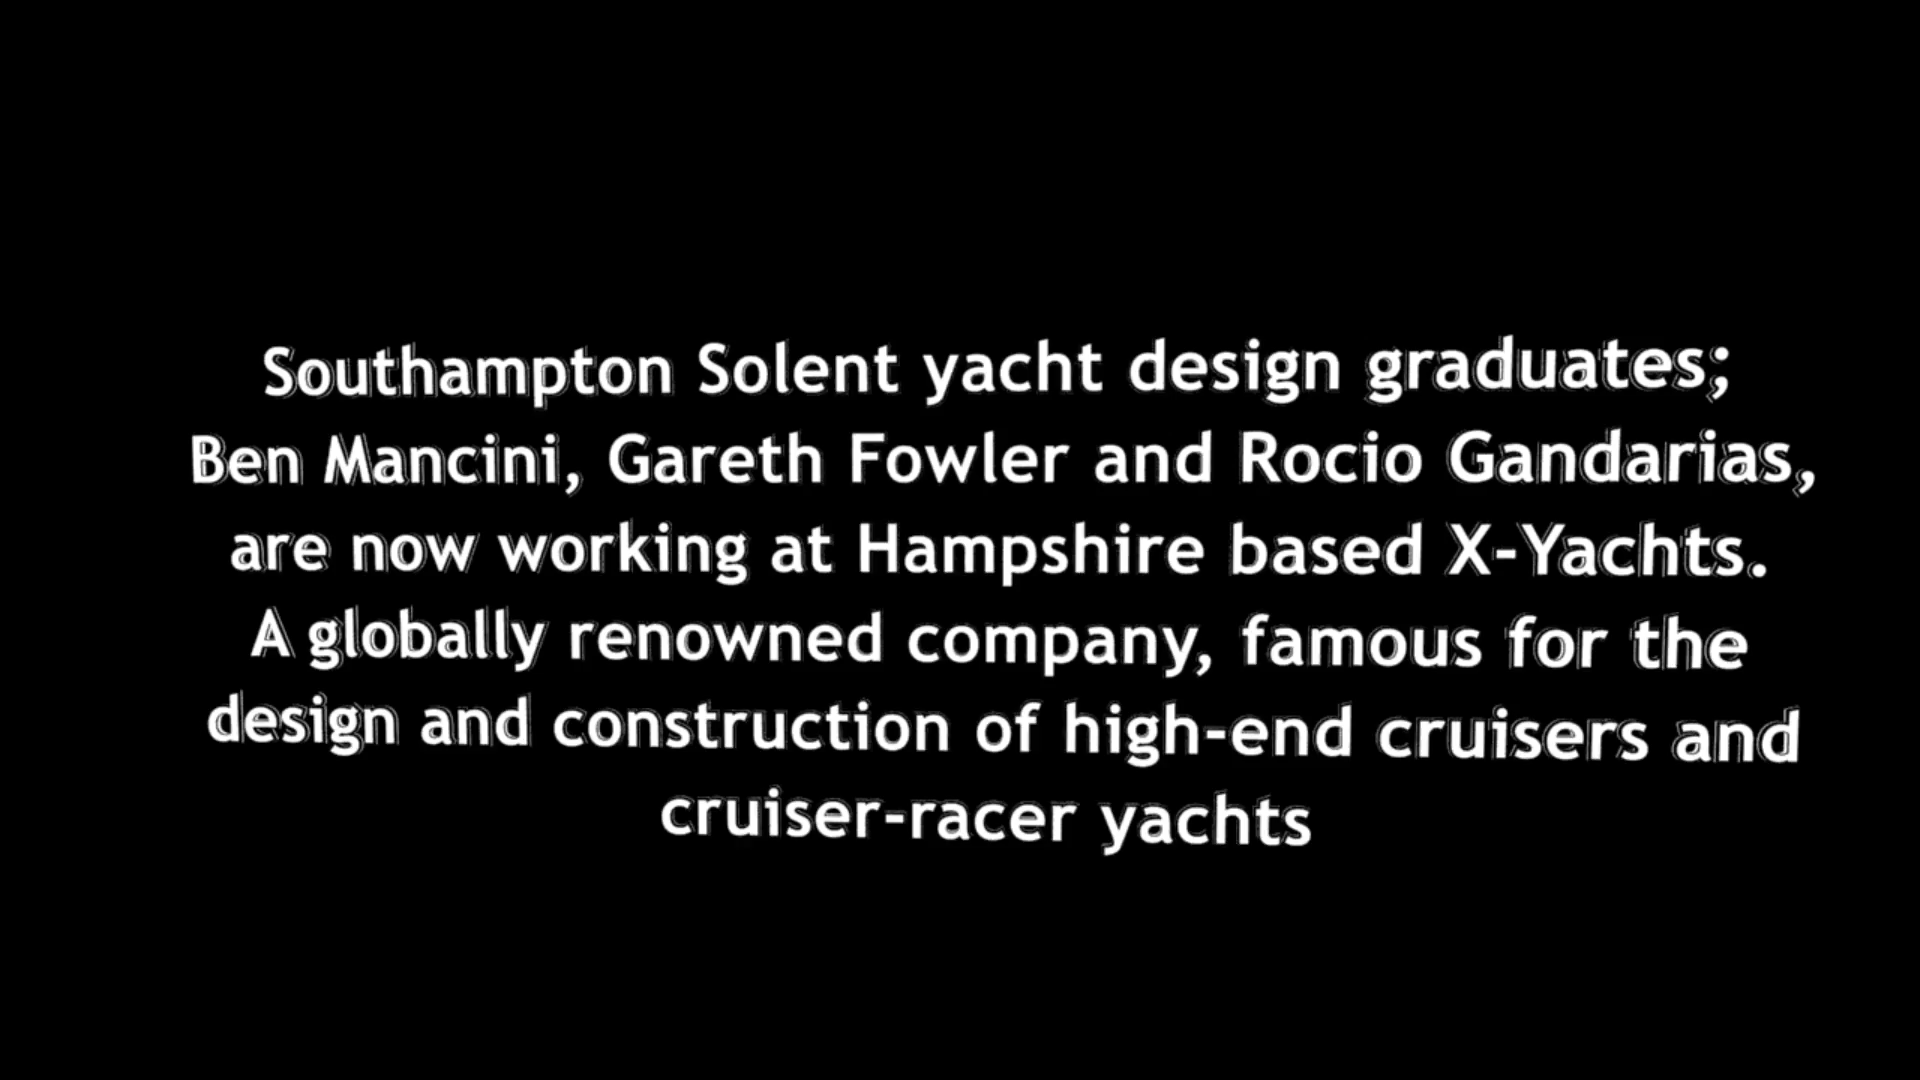 Southampton Solent yacht design graduates;
Ben Mancini, Gareth Fowler and Rocio Gandarias,
are now working at Hampshire based X-Yachts.
A globally renowned company, famous for the
design and construction of high-end cruisers and
cruiser-racer yachts